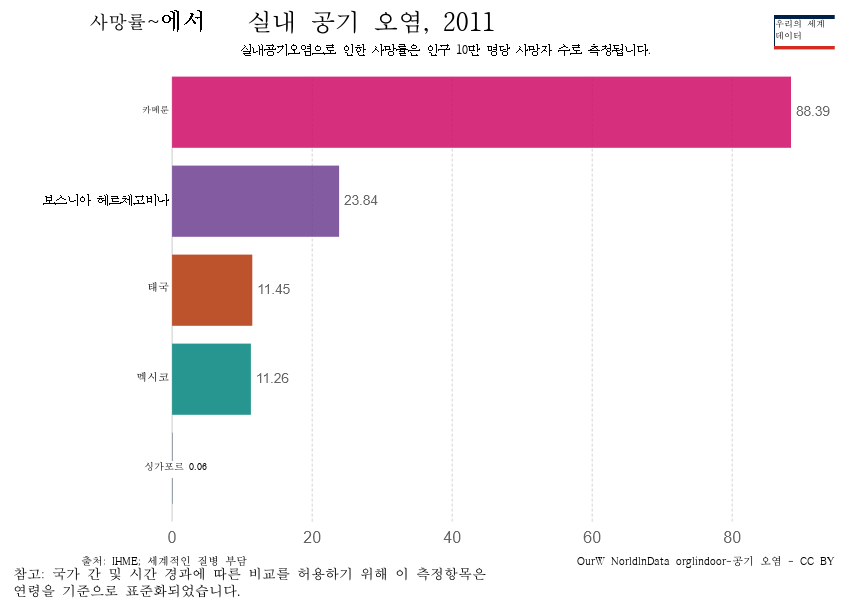 사망률~에서 실내 공기 오염, 2011
우리의 세계
데이터
실내공기오염으로 인한 사망률은 인구 10만 명당 사망자 수로 측정됩니다.
카메룬 88.39
보스니아 헤르체고비나 23.84
태국 11.45
멕시코 11.26
싱가포르 0.06
0 20 40 60 80
출처: IHME; 세계적인 질병 부담
OurW NorldInData orglindoor-공기 오염 - CC BY
참고: 국가 간 및 시간 경과에 따른 비교를 허용하기 위해 이 측정항목은
연령을 기준으로 표준화되었습니다.